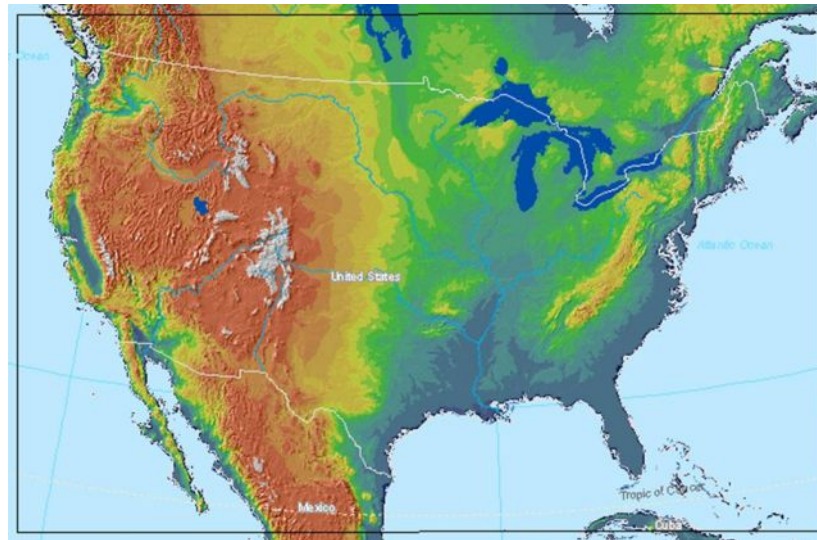 Ocean
United States
Atlantic Ocean
Tropic of Cancer
Mexico
Cuba